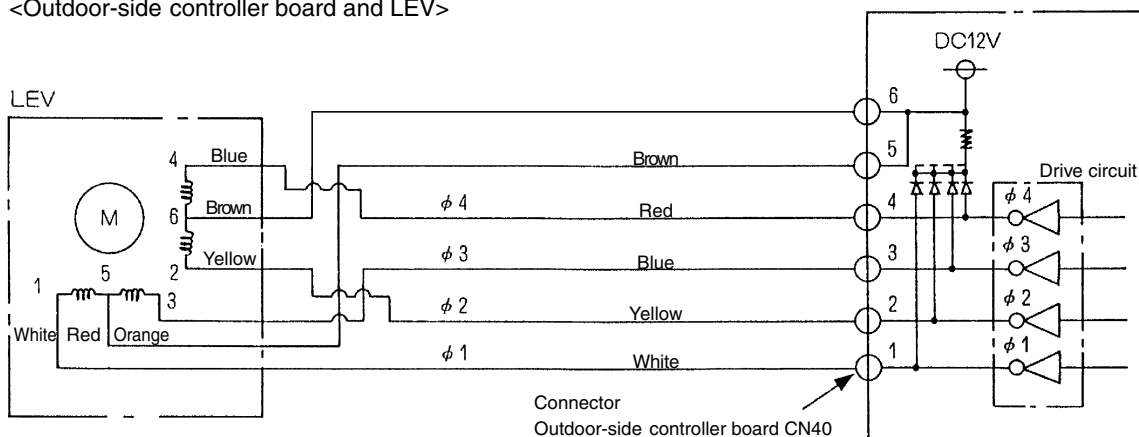 <Outdoor-side controller board and LEV>
DC12V
LEV
6
4 Blue
5
Brown
Drive circuit
M
6 Brown
φ 4
Red
4
φ 4
Yellow
2
φ 3
Blue
3
φ 3
1
5
3
φ 2
Yellow
2
φ 2
White Red Orange
φ 1
White
1
φ 1
Connector
Outdoor-side controller board CN40